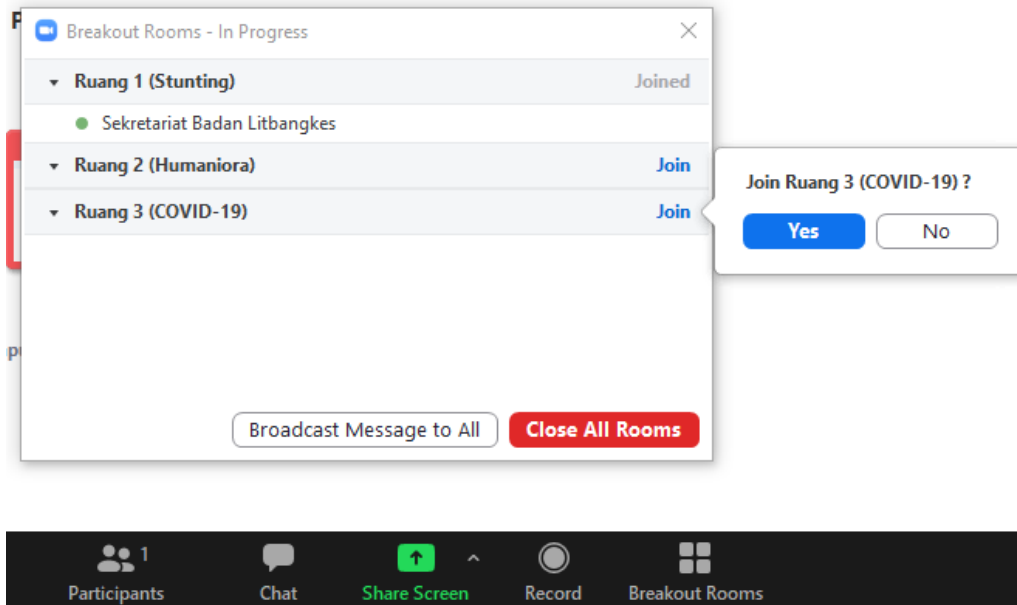 P
Breakout Rooms - In Progress
Ruang 1 (Stunting) Joined
Sekretariat Badan Litbangkes
Ruang 2 (Humaniora) Join
Ruang 3 (COVID-19) Join
Join Ruang 3 (COVID-19) ?
Yes No
Broadcast Message to All Close All Rooms
1
Participants Chat Share Screen Record Breakout Rooms